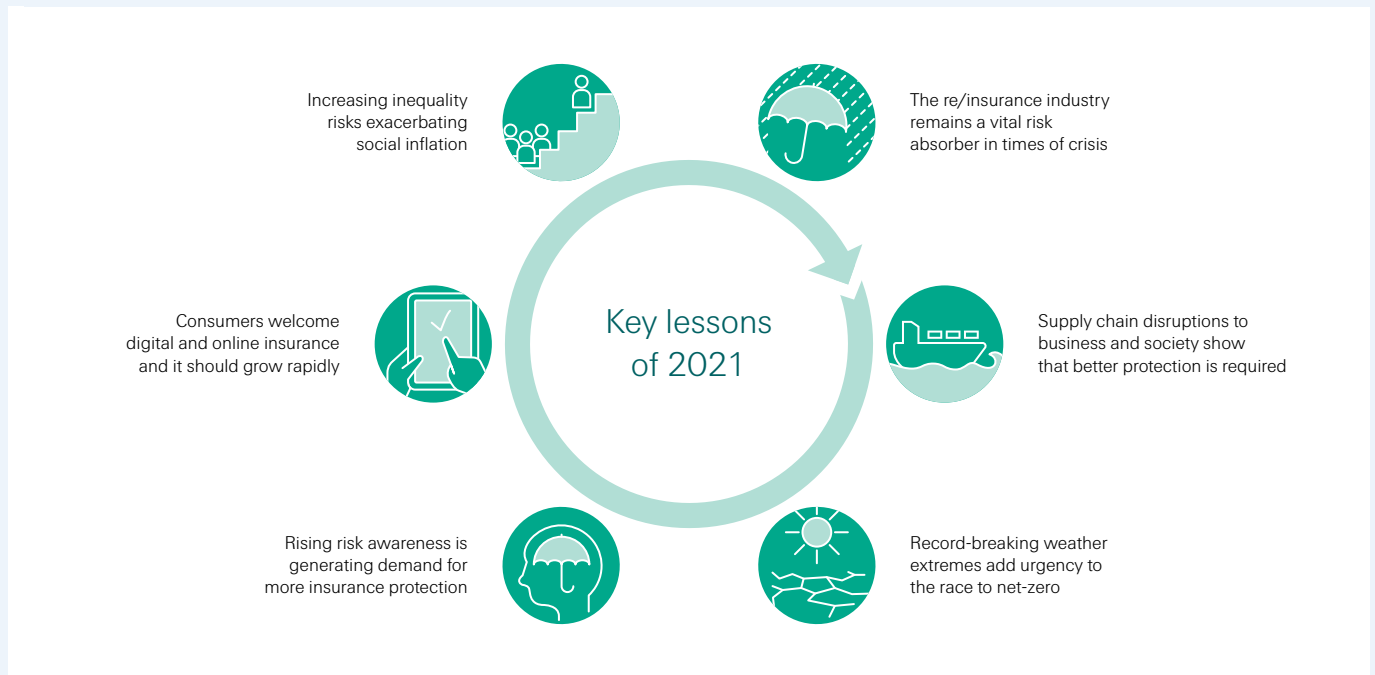 Increasing inequality
risks exacerbating
social inflation
The re/insurance industry
remains a vital risk
absorber in times of crisis
Consumers welcome
digital and online insurance
and it should grow rapidly
Key lessons
of 2021
Supply chain disruptions to
business and society show
that better protection is required
Rising risk awareness is
generating demand for
more insurance protection
Record-breaking weather
extremes add urgency to
the race to net-zero